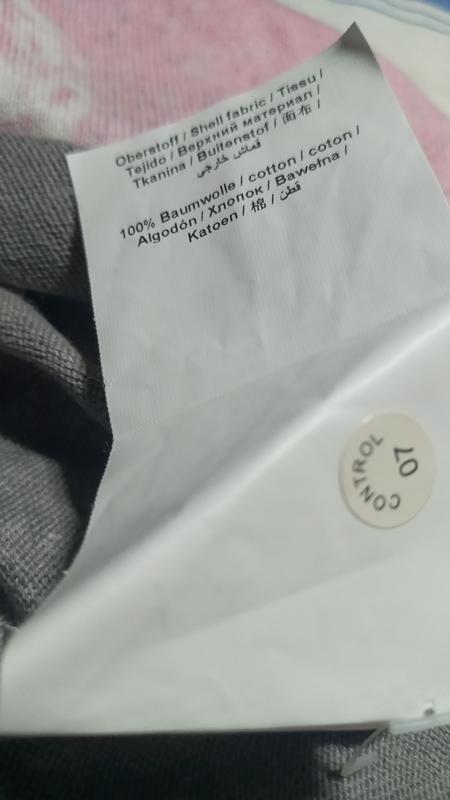 Oberstoff / Shell fabric / Tissu /
Tejido / Верхний материал /
Tkanina / Buitenstof / 面布 /
قماش خارجي
100% Baumwolle / cotton / coton /
Algodón / Хлопок / Bawełna /
Katoen / 棉 / قطن
CONTROL
07